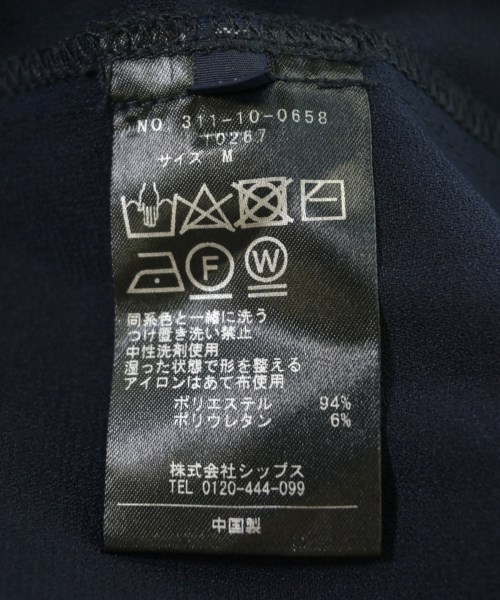 NO 311-10-0658
10267
サイズ M
F W
同系色と一緒に洗う
つけ置き洗い禁止
中性洗剤使用
湿った状態で形を整える
アイロンはあて布使用
ポリエステル 94%
ポリウレタン 6%
株式会社シップス
TEL 0120-444-099
中国製